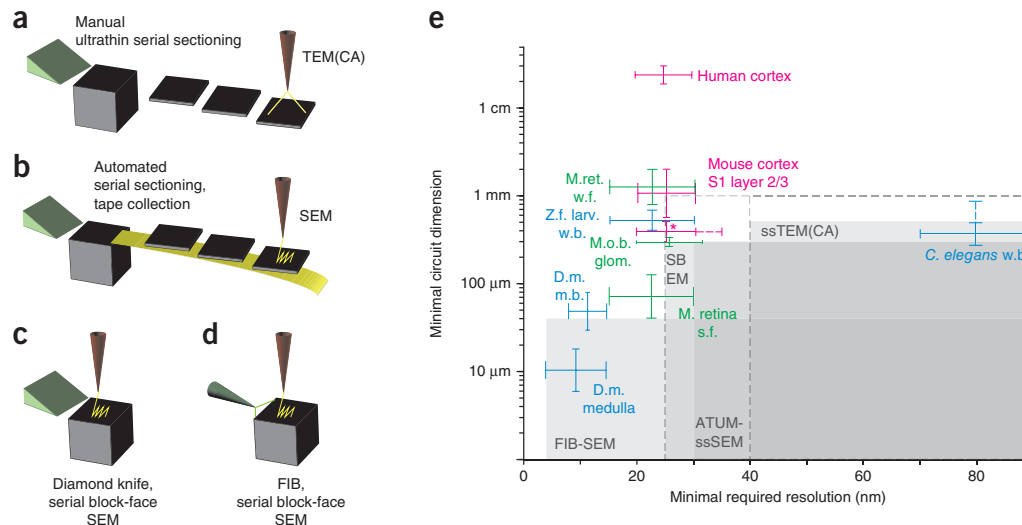 a
Manual
ultrathin serial sectioning
TEM(CA)
b
Automated
serial sectioning,
tape collection
SEM
c
Diamond knife,
serial block-face
SEM
d
FIB,
serial block-face
SEM
e
Minimal circuit dimension
1 cm
1 mm
100 μm
10 μm
Human cortex
Mouse cortex
S1 layer 2/3
M.ret.
w.f.
Z.f. larv.
w.b.
*
M.o.b.
glom.
SB
EM
ssTEM(CA)
C. elegans w.b.
D.m.
m.b.
M. retina
s.f.
D.m.
medulla
FIB-SEM
ATUM-
ssSEM
0
20
40
60
80
Minimal required resolution (nm)